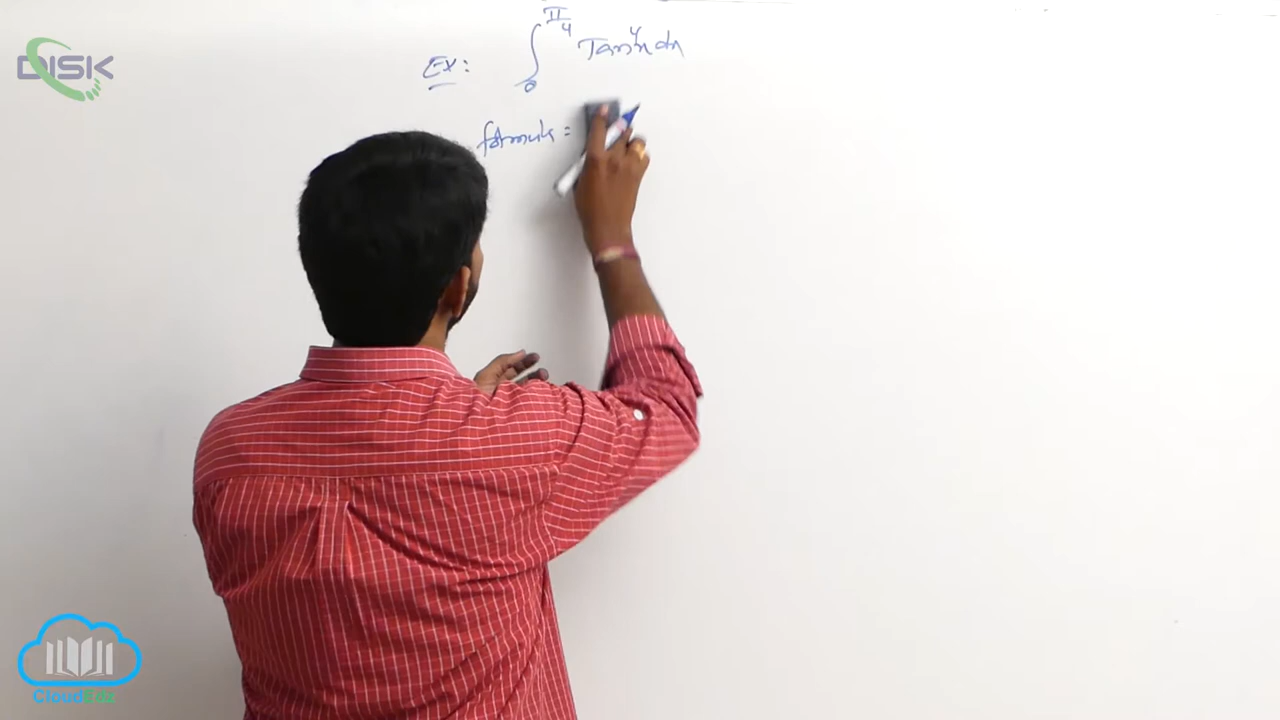 DISK
Ex: ∫₀^(π/4) Tan⁴x dx
formula =
CloudEdz